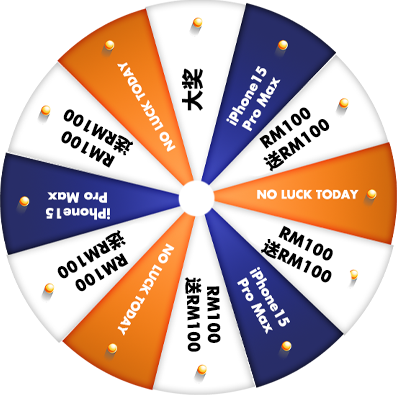 大奖
iPhone15
Pro Max
RM100
送RM100
NO LUCK TODAY
RM100
送RM100
iPhone15
Pro Max
RM100
送RM100
NO LUCK TODAY
RM100
送RM100
iPhone15
Pro Max
RM100
送RM100
NO LUCK TODAY